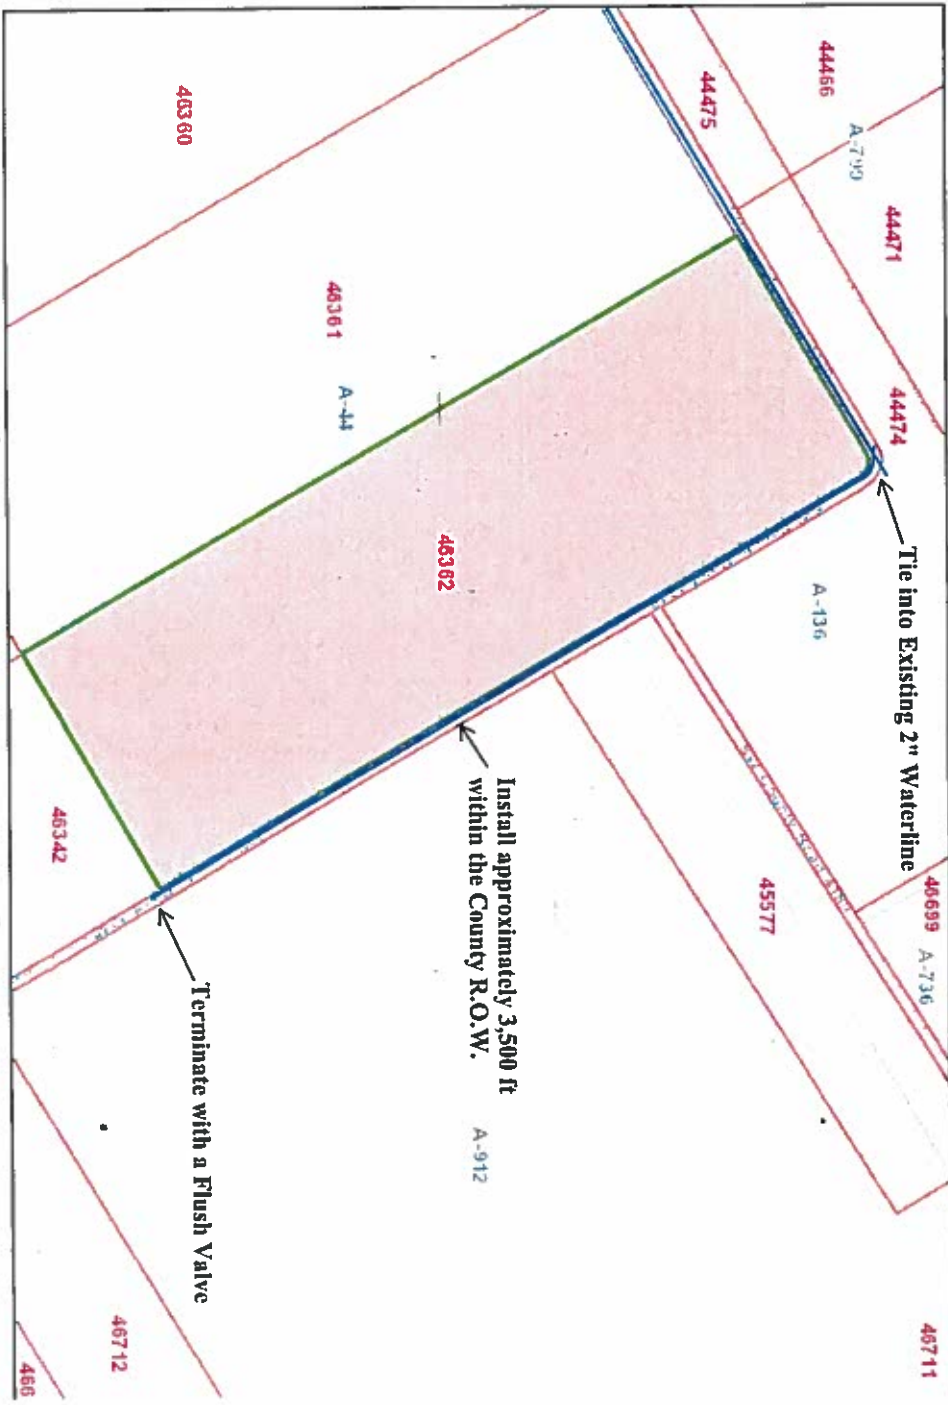 46711
46699
A-736
44474
44471
44466
A-799
44475
Tie into Existing 2" Waterline
A-136
45577
Install approximately 3,500 ft
within the County R.O.W.
A-912
46362
A-44
46361
46360
Terminate with a Flush Valve
46712
46342
466